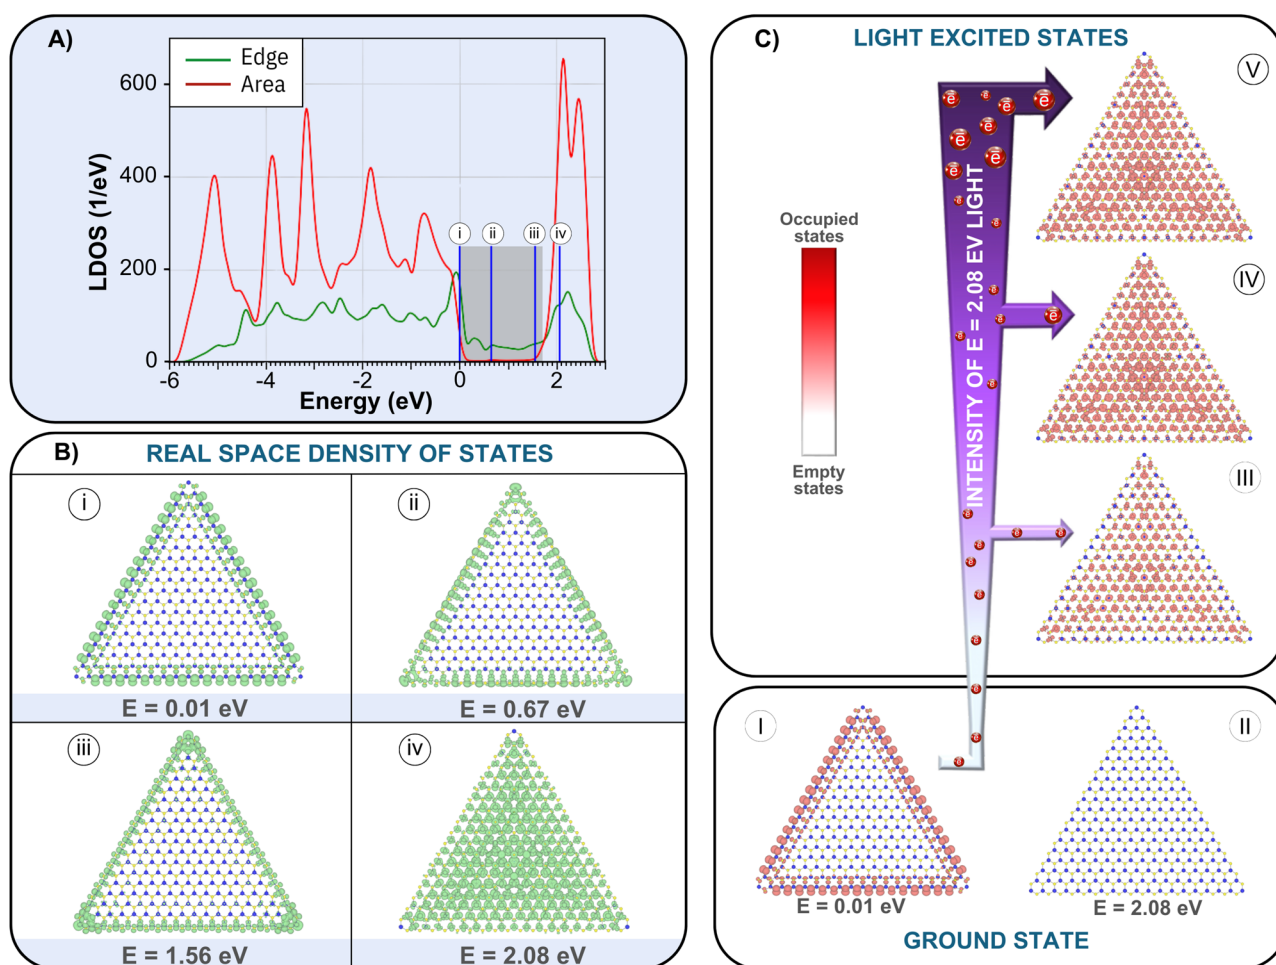 A)
Edge
Area
600
400
200
0
LDOS (1/eV)
i ii iii iv
-6 -4 -2 0 2
Energy (eV)
B) REAL SPACE DENSITY OF STATES
i
ii
E = 0.01 eV
E = 0.67 eV
iii
iv
E = 1.56 eV
E = 2.08 eV
C) LIGHT EXCITED STATES
V
Occupied
states
Empty
states
INTENSITY OF E = 2.08 EV LIGHT
IV
III
I
II
E = 0.01 eV
E = 2.08 eV
GROUND STATE